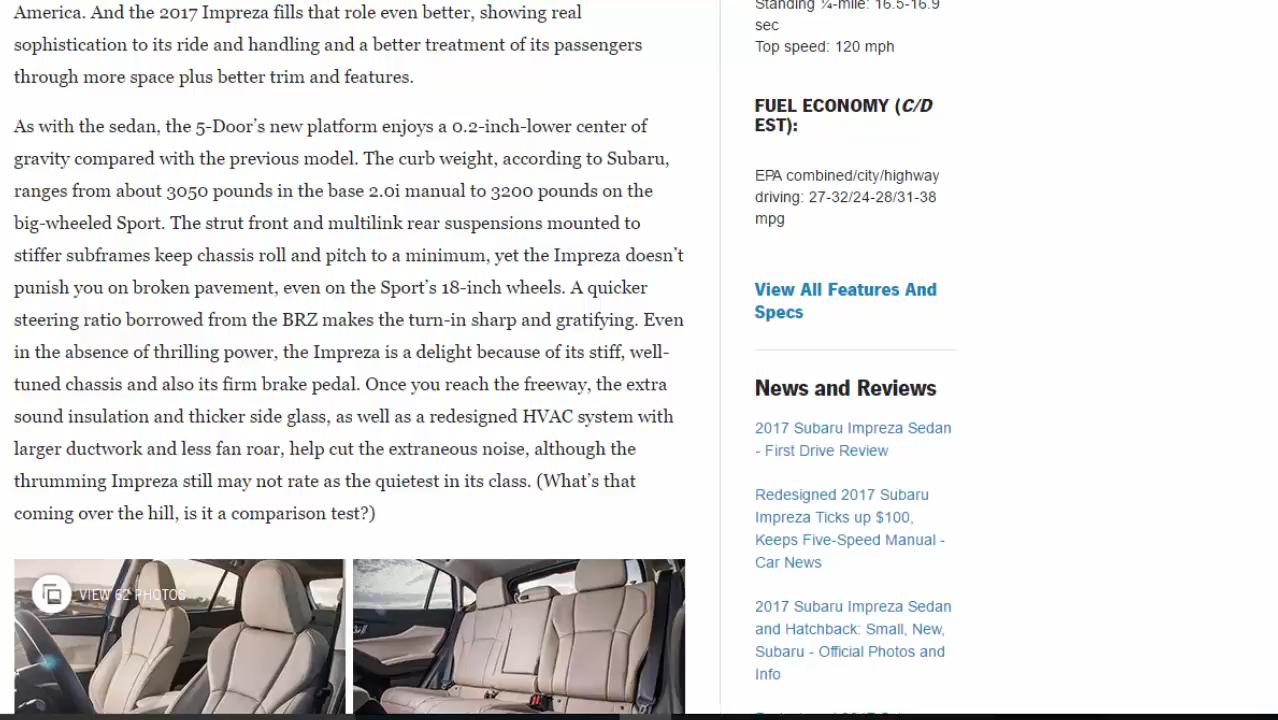 America. And the 2017 Impreza fills that role even better, showing real
sophistication to its ride and handling and a better treatment of its passengers
through more space plus better trim and features.
As with the sedan, the 5-Door’s new platform enjoys a 0.2-inch-lower center of
gravity compared with the previous model. The curb weight, according to Subaru,
ranges from about 3050 pounds in the base 2.0i manual to 3200 pounds on the
big-wheeled Sport. The strut front and multilink rear suspensions mounted to
stiffer subframes keep chassis roll and pitch to a minimum, yet the Impreza doesn’t
punish you on broken pavement, even on the Sport’s 18-inch wheels. A quicker
steering ratio borrowed from the BRZ makes the turn-in sharp and gratifying. Even
in the absence of thrilling power, the Impreza is a delight because of its stiff, well-
tuned chassis and also its firm brake pedal. Once you reach the freeway, the extra
sound insulation and thicker side glass, as well as a redesigned HVAC system with
larger ductwork and less fan roar, help cut the extraneous noise, although the
thrumming Impreza still may not rate as the quietest in its class. (What’s that
coming over the hill, is it a comparison test?)
VIEW 62 PHOTOS
Standing ¼-mile: 16.5-16.9
sec
Top speed: 120 mph
FUEL ECONOMY (C/D
EST):
EPA combined/city/highway
driving: 27-32/24-28/31-38
mpg
View All Features And
Specs
News and Reviews
2017 Subaru Impreza Sedan
- First Drive Review
Redesigned 2017 Subaru
Impreza Ticks up $100,
Keeps Five-Speed Manual -
Car News
2017 Subaru Impreza Sedan
and Hatchback: Small, New,
Subaru - Official Photos and
Info